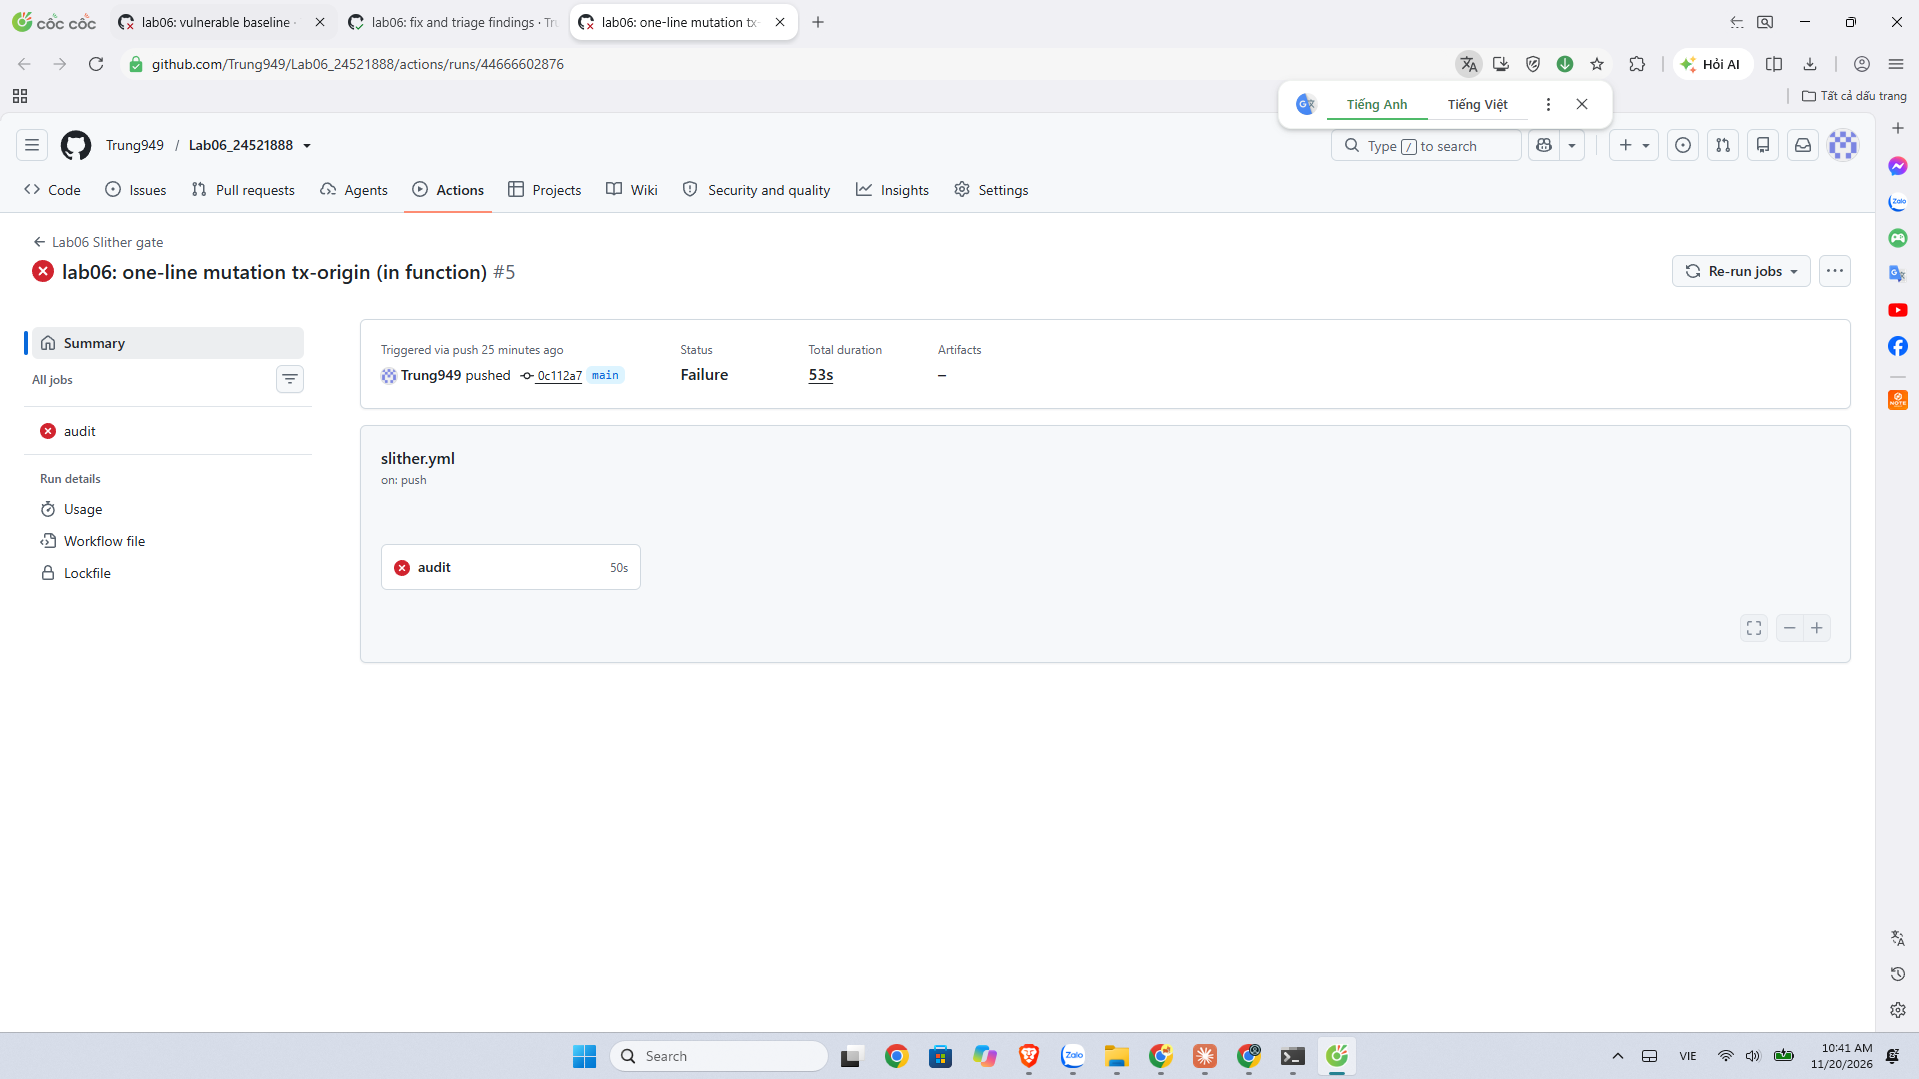 cốc cốc
lab06: vulnerable baseline ·
lab06: fix and triage findings · Tru
lab06: one-line mutation tx-
github.com/Trung949/Lab06_24521888/actions/runs/44666602876
Hỏi AI
Tất cả dấu trang
Tiếng Anh
Tiếng Việt
Trung949 / Lab06_24521888
Type / to search
Code
Issues
Pull requests
Agents
Actions
Projects
Wiki
Security and quality
Insights
Settings
Lab06 Slither gate
lab06: one-line mutation tx-origin (in function) #5
Re-run jobs
Summary
All jobs
audit
Run details
Usage
Workflow file
Lockfile
Triggered via push 25 minutes ago
Trung949 pushed 0c112a7 main
Status
Failure
Total duration
53s
Artifacts
–
slither.yml
on: push
audit
50s
Zalo
NOTE
Search
Zalo
VIE
10:41 AM
11/20/2026